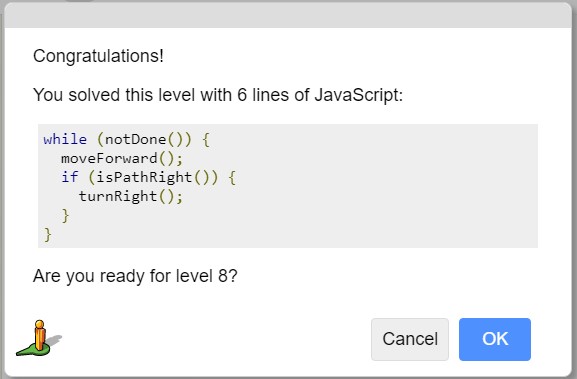 Congratulations!
You solved this level with 6 lines of JavaScript:
while (notDone()) {
  moveForward();
  if (isPathRight()) {
    turnRight();
  }
}
Are you ready for level 8?
Cancel
OK